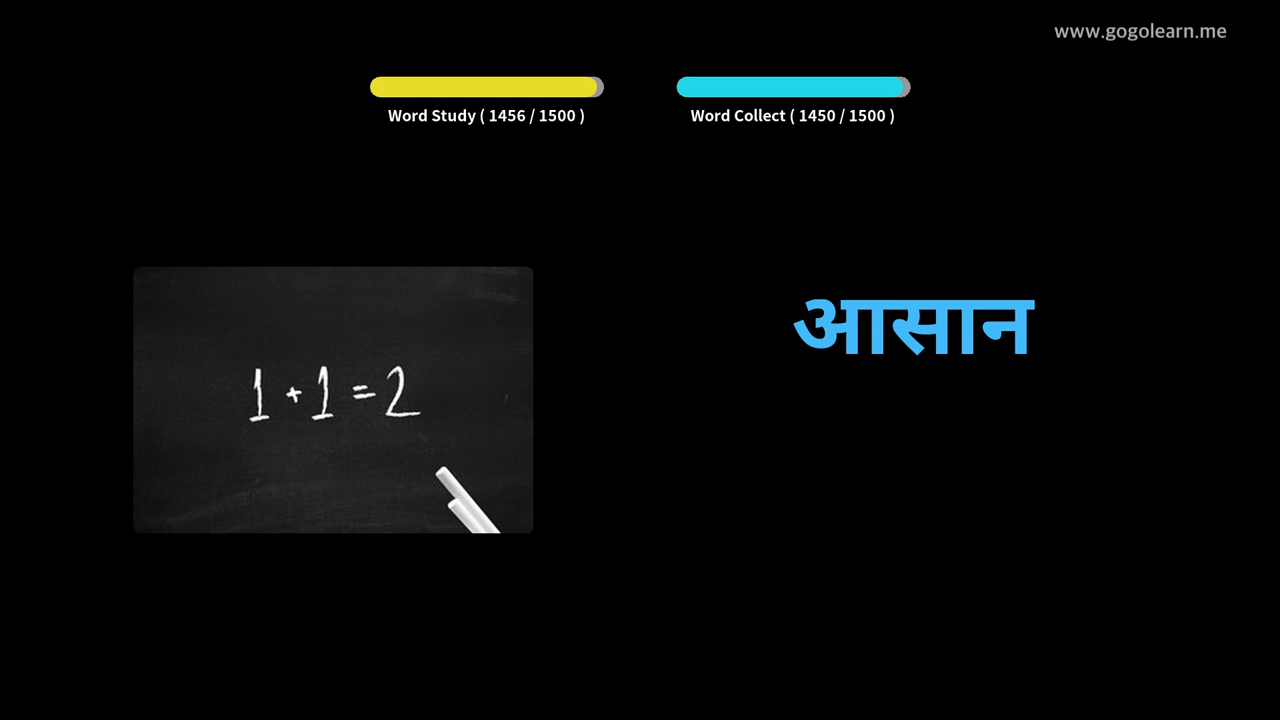 www.gogolearn.me
Word Study ( 1456 / 1500 )
Word Collect ( 1450 / 1500 )
1 + 1 = 2
आसान